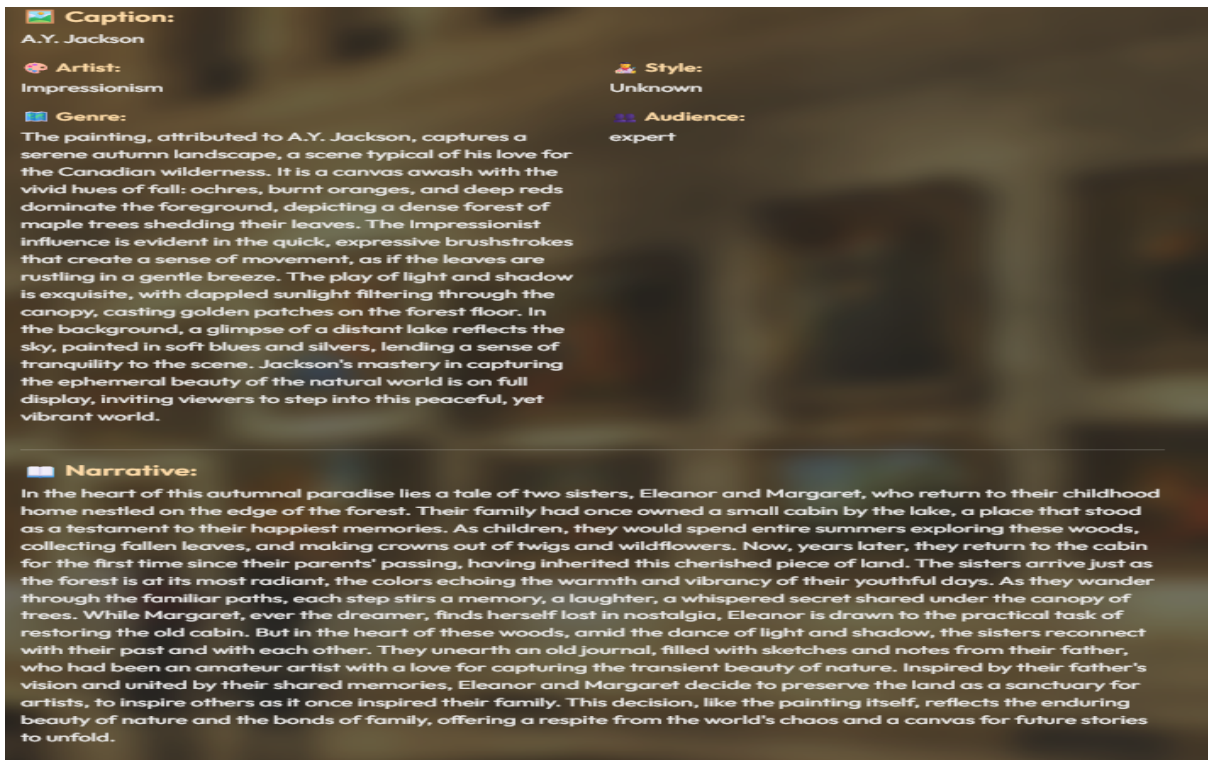 Caption:
A.Y. Jackson
Artist:
Impressionism
Style:
Unknown
Genre:
The painting, attributed to A.Y. Jackson, captures a
serene autumn landscape, a scene typical of his love for
the Canadian wilderness. It is a canvas awash with the
vivid hues of fall: ochres, burnt oranges, and deep reds
dominate the foreground, depicting a dense forest of
maple trees shedding their leaves. The Impressionist
influence is evident in the quick, expressive brushstrokes
that create a sense of movement, as if the leaves are
rustling in a gentle breeze. The play of light and shadow
is exquisite, with dappled sunlight filtering through the
canopy, casting golden patches on the forest floor. In
the background, a glimpse of a distant lake reflects the
sky, painted in soft blues and silvers, lending a sense of
tranquility to the scene. Jackson's mastery in capturing
the ephemeral beauty of the natural world is on full
display, inviting viewers to step into this peaceful, yet
vibrant world.
Audience:
expert
Narrative:
In the heart of this autumnal paradise lies a tale of two sisters, Eleanor and Margaret, who return to their childhood
home nestled on the edge of the forest. Their family had once owned a small cabin by the lake, a place that stood
as a testament to their happiest memories. As children, they would spend entire summers exploring these woods,
collecting fallen leaves, and making crowns out of twigs and wildflowers. Now, years later, they return to the cabin
for the first time since their parents' passing, having inherited this cherished piece of land. The sisters arrive just as
the forest is at its most radiant, the colors echoing the warmth and vibrancy of their youthful days. As they wander
through the familiar paths, each step stirs a memory, a laughter, a whispered secret shared under the canopy of
trees. While Margaret, ever the dreamer, finds herself lost in nostalgia, Eleanor is drawn to the practical task of
restoring the old cabin. But in the heart of these woods, amid the dance of light and shadow, the sisters reconnect
with their past and with each other. They unearth an old journal, filled with sketches and notes from their father,
who had been an amateur artist with a love for capturing the transient beauty of nature. Inspired by their father's
vision and united by their shared memories, Eleanor and Margaret decide to preserve the land as a sanctuary for
artists, to inspire others as it once inspired their family. This decision, like the painting itself, reflects the enduring
beauty of nature and the bonds of family, offering a respite from the world's chaos and a canvas for future stories
to unfold.